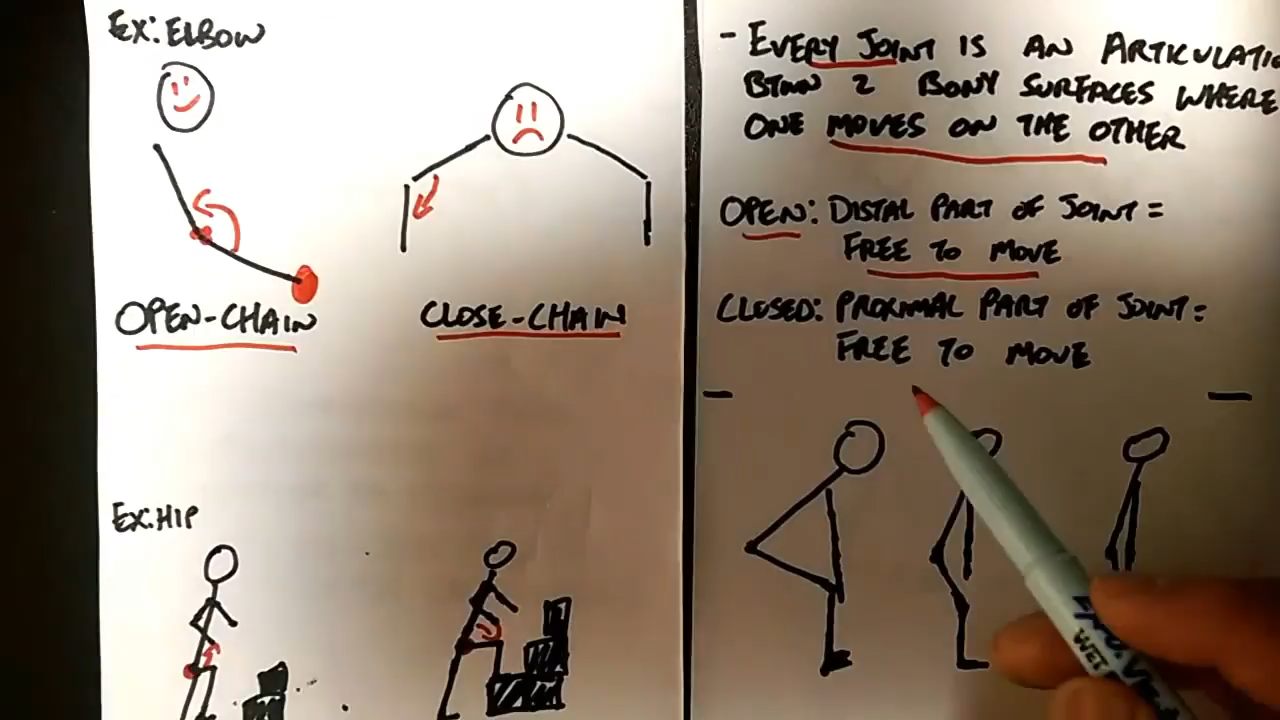 EX: ELBOW
OPEN-CHAIN
CLOSE-CHAIN
EX: HIP
- EVERY JOINT IS AN ARTICULATIO
BTWN 2 BONY SURFACES WHERE
ONE MOVES ON THE OTHER
OPEN: DISTAL PART OF JOINT =
FREE TO MOVE
CLOSED: PROXIMAL PART OF JOINT =
FREE TO MOVE
WET